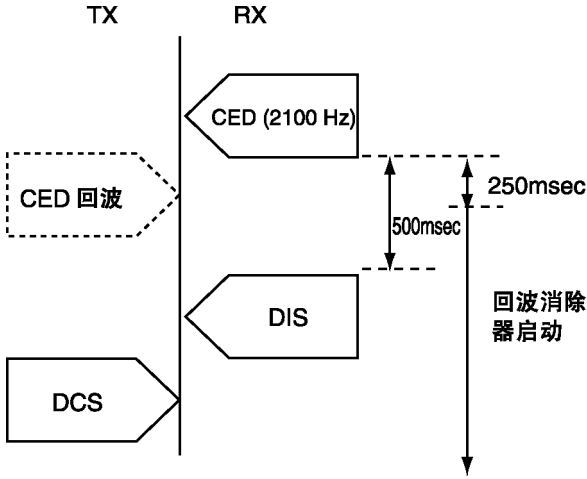 TX
RX
CED (2100 Hz)
CED 回波
250msec
500msec
回波消除
器启动
DIS
DCS